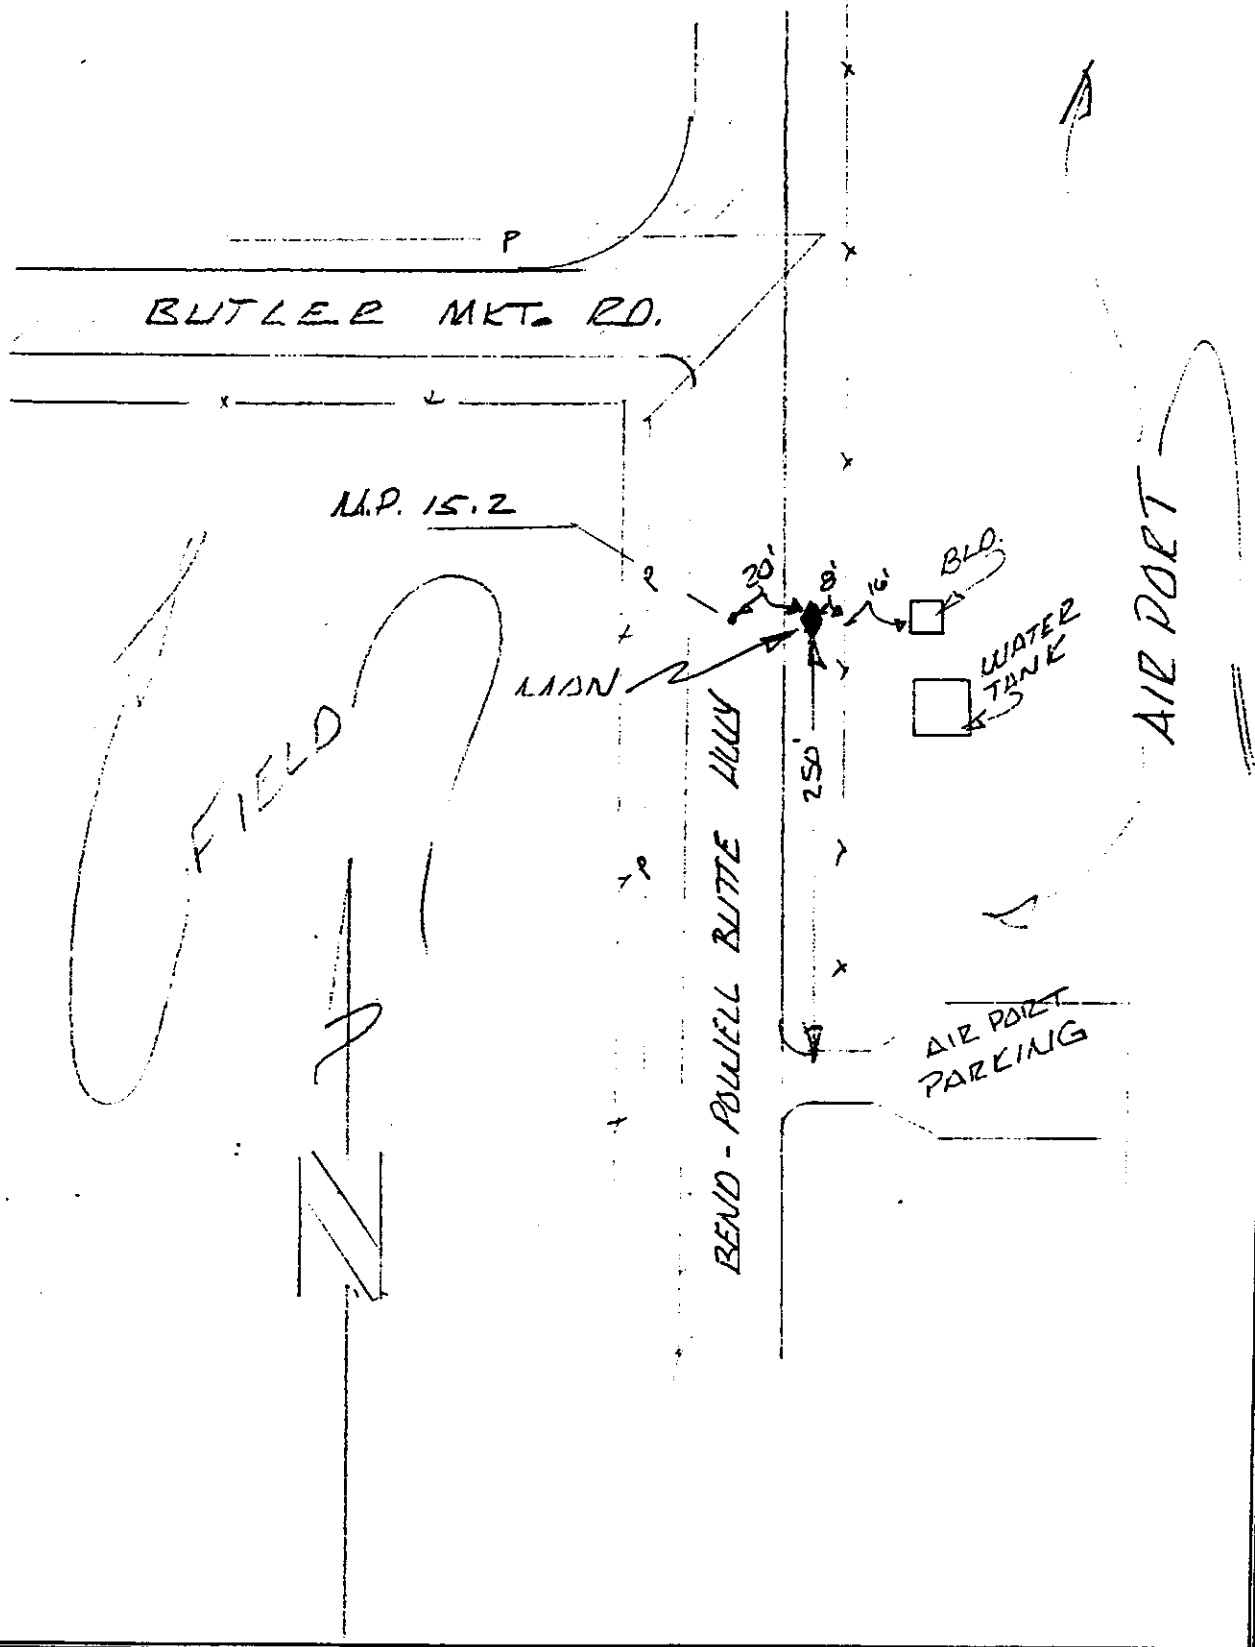 P
BUTLER MKT. RD.
M.P. 15.2
P
20'
8'
16'
BLD.
WATER
TANK
AIR PORT
MON
FIELD
250'
BEND - POWELL BUTTE HWY
P
AIR PORT
PARKING
N